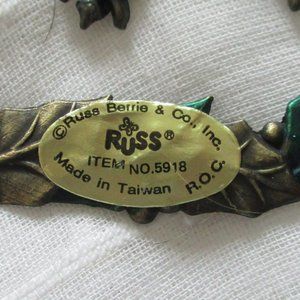 ©Russ Berrie & Co., Inc.
RUSS®
ITEM NO.5918
Made in Taiwan R.O.C.